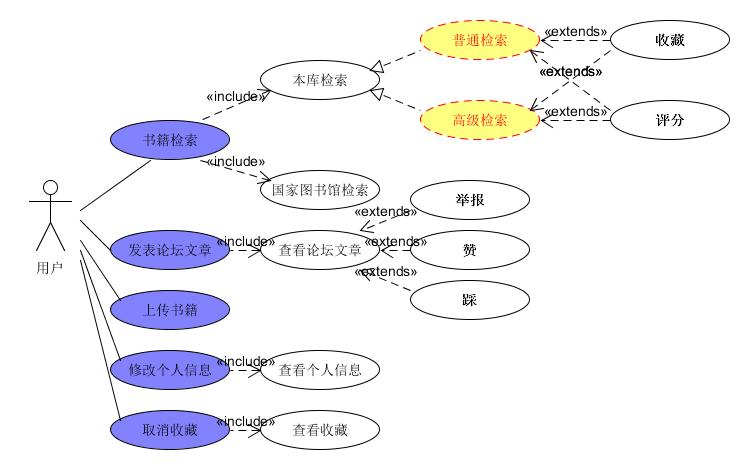 普通检索
«extends»
收藏
本库检索
«extends»
«include»
高级检索
«extends»
评分
书籍检索
«include»
国家图书馆检索
举报
«extends»
用户
发表论坛文章
«include»
查看论坛文章
«extends»
赞
«extends»
踩
上传书籍
修改个人信息
«include»
查看个人信息
取消收藏
«include»
查看收藏